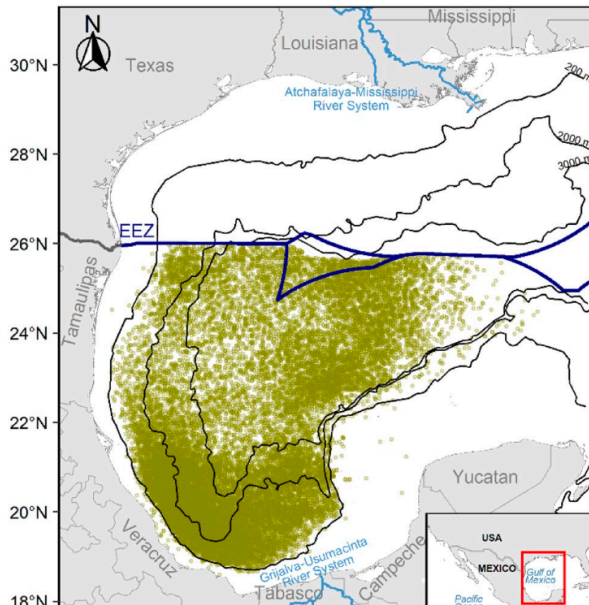 N
Mississippi
Louisiana
Texas
30°N
Atchafalaya-Mississippi
River System
200 m
2000 m
3000 m
28°N
EEZ
26°N
Tamaulipas
24°N
22°N
Yucatan
20°N
Veracruz
Grijalva-Usumacinta
River System
Campeche
Tabasco
18°N
USA
MEXICO
Gulf of
Mexico
Pacific